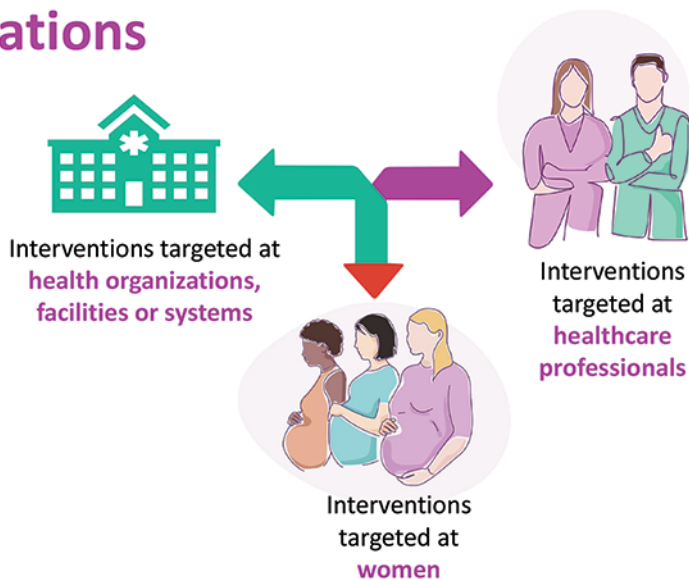 ations
Interventions targeted at
health organizations,
facilities or systems
Interventions
targeted at
healthcare
professionals
Interventions
targeted at
women